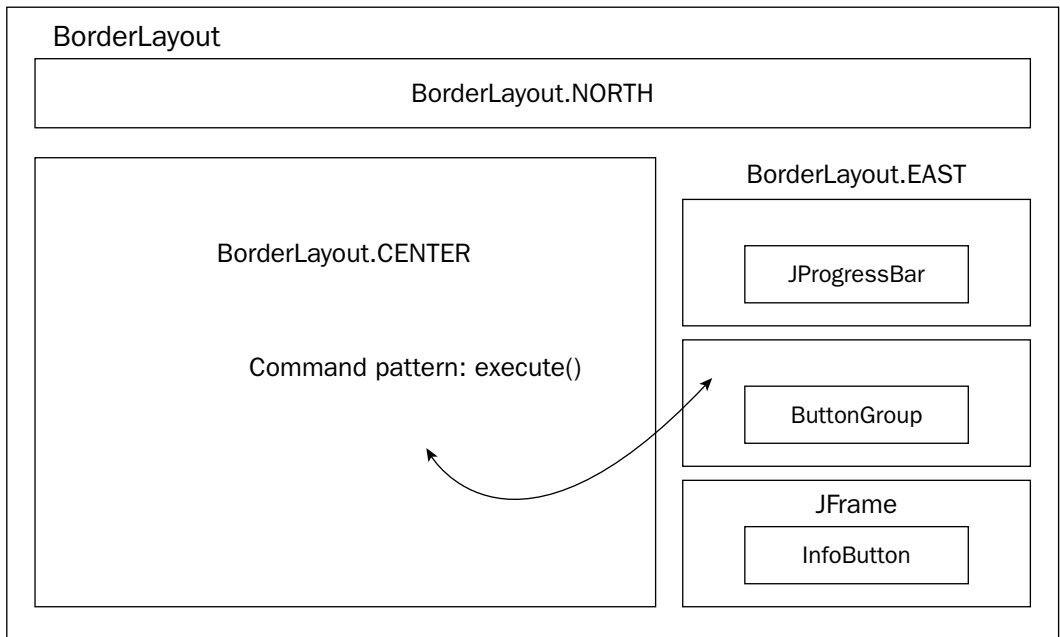 BorderLayout
BorderLayout.NORTH
BorderLayout.CENTER
Command pattern: execute()
BorderLayout.EAST
JProgressBar
ButtonGroup
JFrame
InfoButton